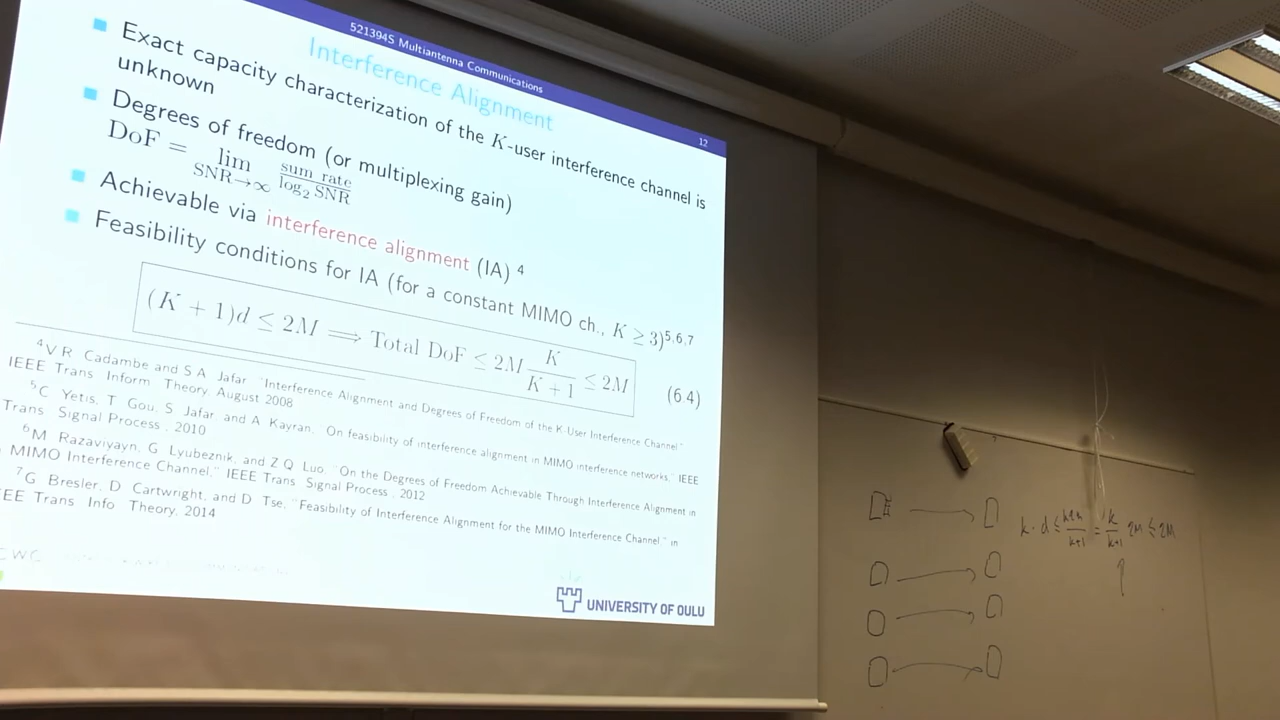 521394S Multiantenna Communications
12
Interference Alignment
Exact capacity characterization of the K-user interference channel is
unknown
Degrees of freedom (or multiplexing gain)
DoF = lim SNR→∞ sum rate / log₂ SNR
Achievable via interference alignment (IA) ⁴
Feasibility conditions for IA (for a constant MIMO ch., K ≥ 3)⁵,⁶,⁷
(K + 1)d ≤ 2M ⟹ Total DoF ≤ 2M K / K + 1 ≤ 2M
(6.4)
⁴V R Cadambe and S A Jafar "Interference Alignment and Degrees of Freedom of the K-User Interference Channel"
IEEE Trans Inform Theory, August 2008
⁵C Yetis, T Gou, S Jafar, and A Kayran, On feasibility of interference alignment in MIMO interference networks," IEEE
Trans Signal Process , 2010
⁶M Razaviyayn, G Lyubeznik, and Z Q Luo, "On the Degrees of Freedom Achievable Through Interference Alignment in
MIMO Interference Channel," IEEE Trans Signal Process , 2012
⁷G Bresler, D Cartwright, and D Tse, "Feasibility of Interference Alignment for the MIMO Interference Channel" in
EE Trans Info Theory, 2014
CWC
UNIVERSITY OF OULU
k · d ≤ / k+1 = k / k+1 2M ≤ 2M